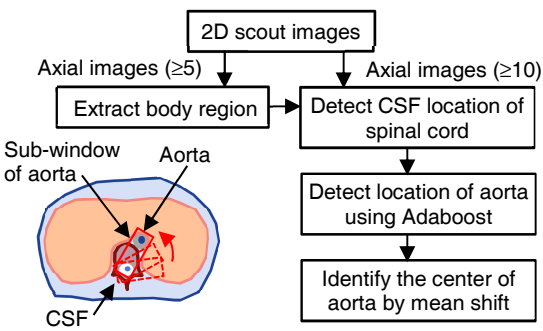 2D scout images
Axial images (≥5)
Axial images (≥10)
Extract body region
Detect CSF location of
spinal cord
Sub-window
of aorta
Aorta
CSF
Detect location of aorta
using Adaboost
Identify the center of
aorta by mean shift